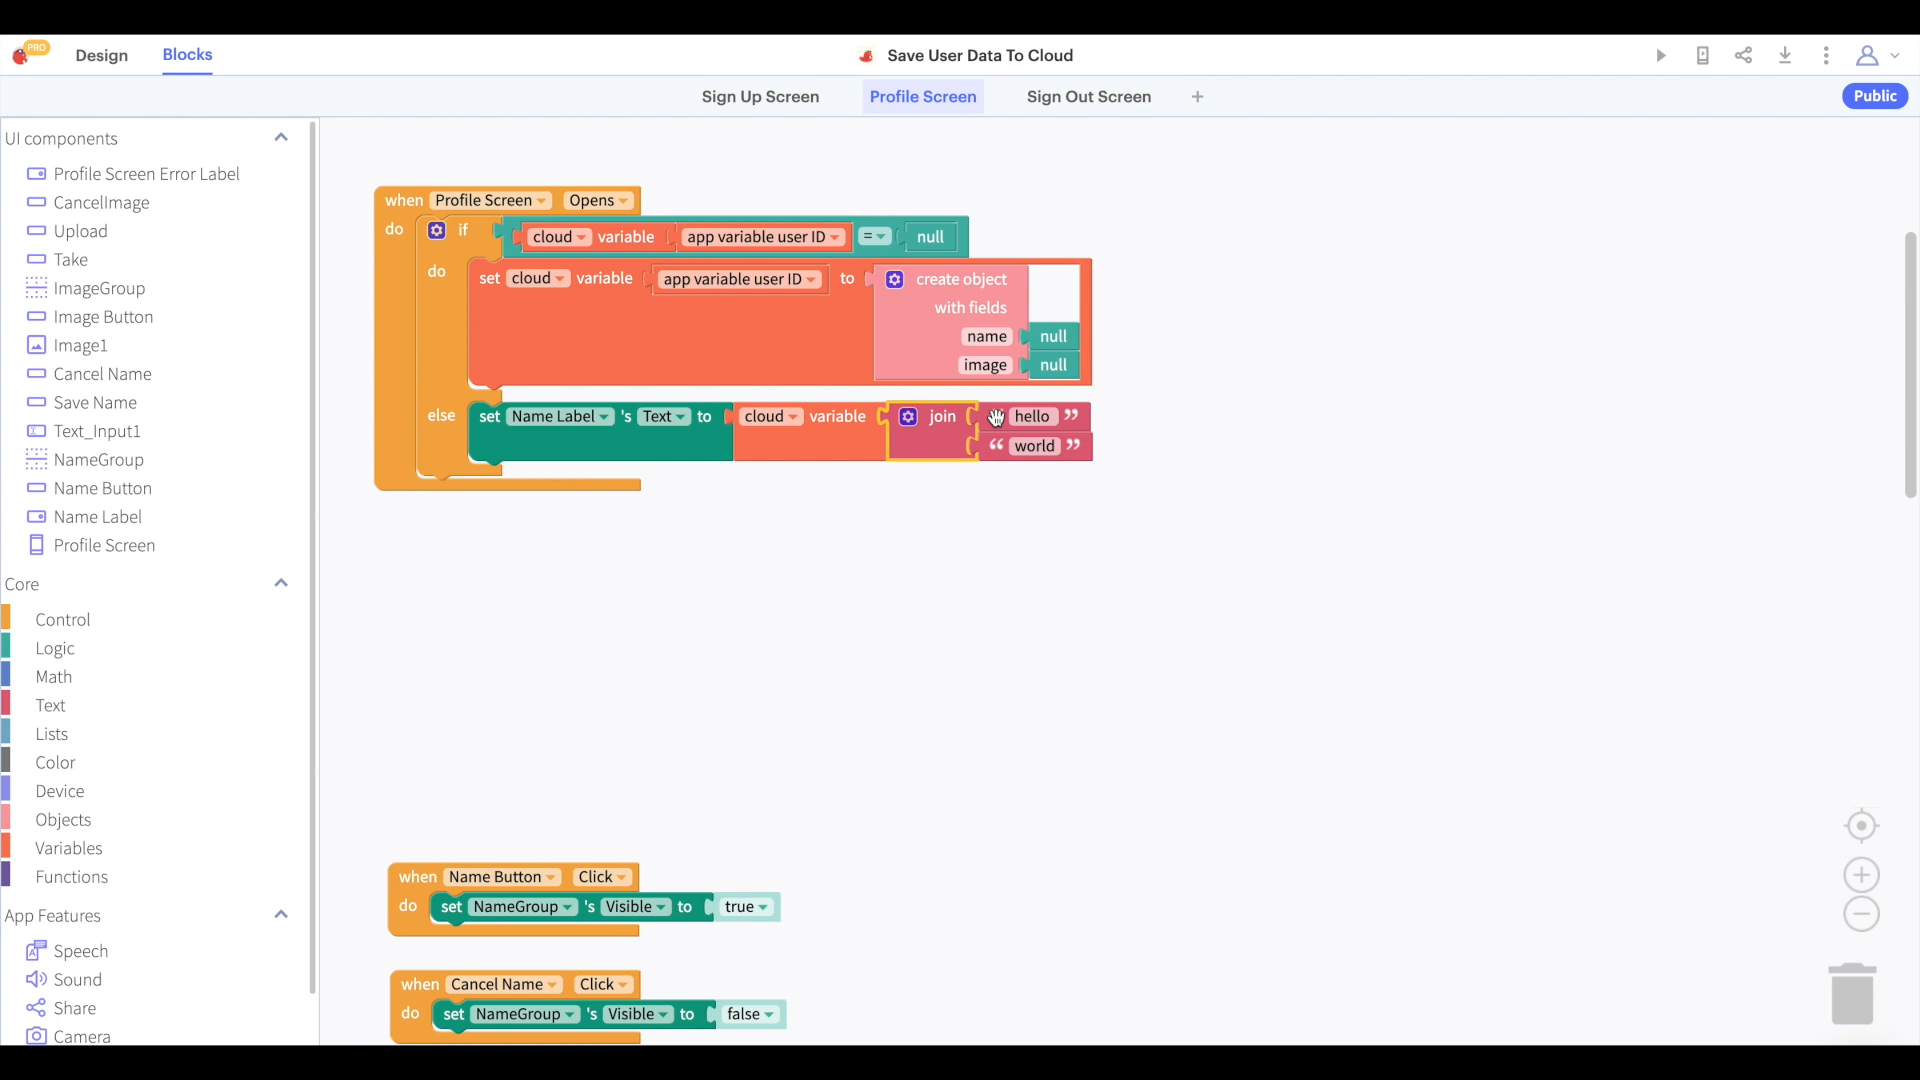 PRO
Design
Blocks
Save User Data To Cloud
Sign Up Screen
Profile Screen
Sign Out Screen
+
Public
UI components
Profile Screen Error Label
CancelImage
Upload
Take
ImageGroup
Image Button
Image1
Cancel Name
Save Name
Text_Input1
NameGroup
Name Button
Name Label
Profile Screen
Core
Control
Logic
Math
Text
Lists
Color
Device
Objects
Variables
Functions
App Features
Speech
Sound
Share
Camera
when Profile Screen Opens
do if cloud variable app variable user ID = null
do set cloud variable app variable user ID to create object
with fields
name null
image null
else set Name Label 's Text to cloud variable join hello ”
“ world ”
when Name Button Click
do set NameGroup 's Visible to true
when Cancel Name Click
do set NameGroup 's Visible to false